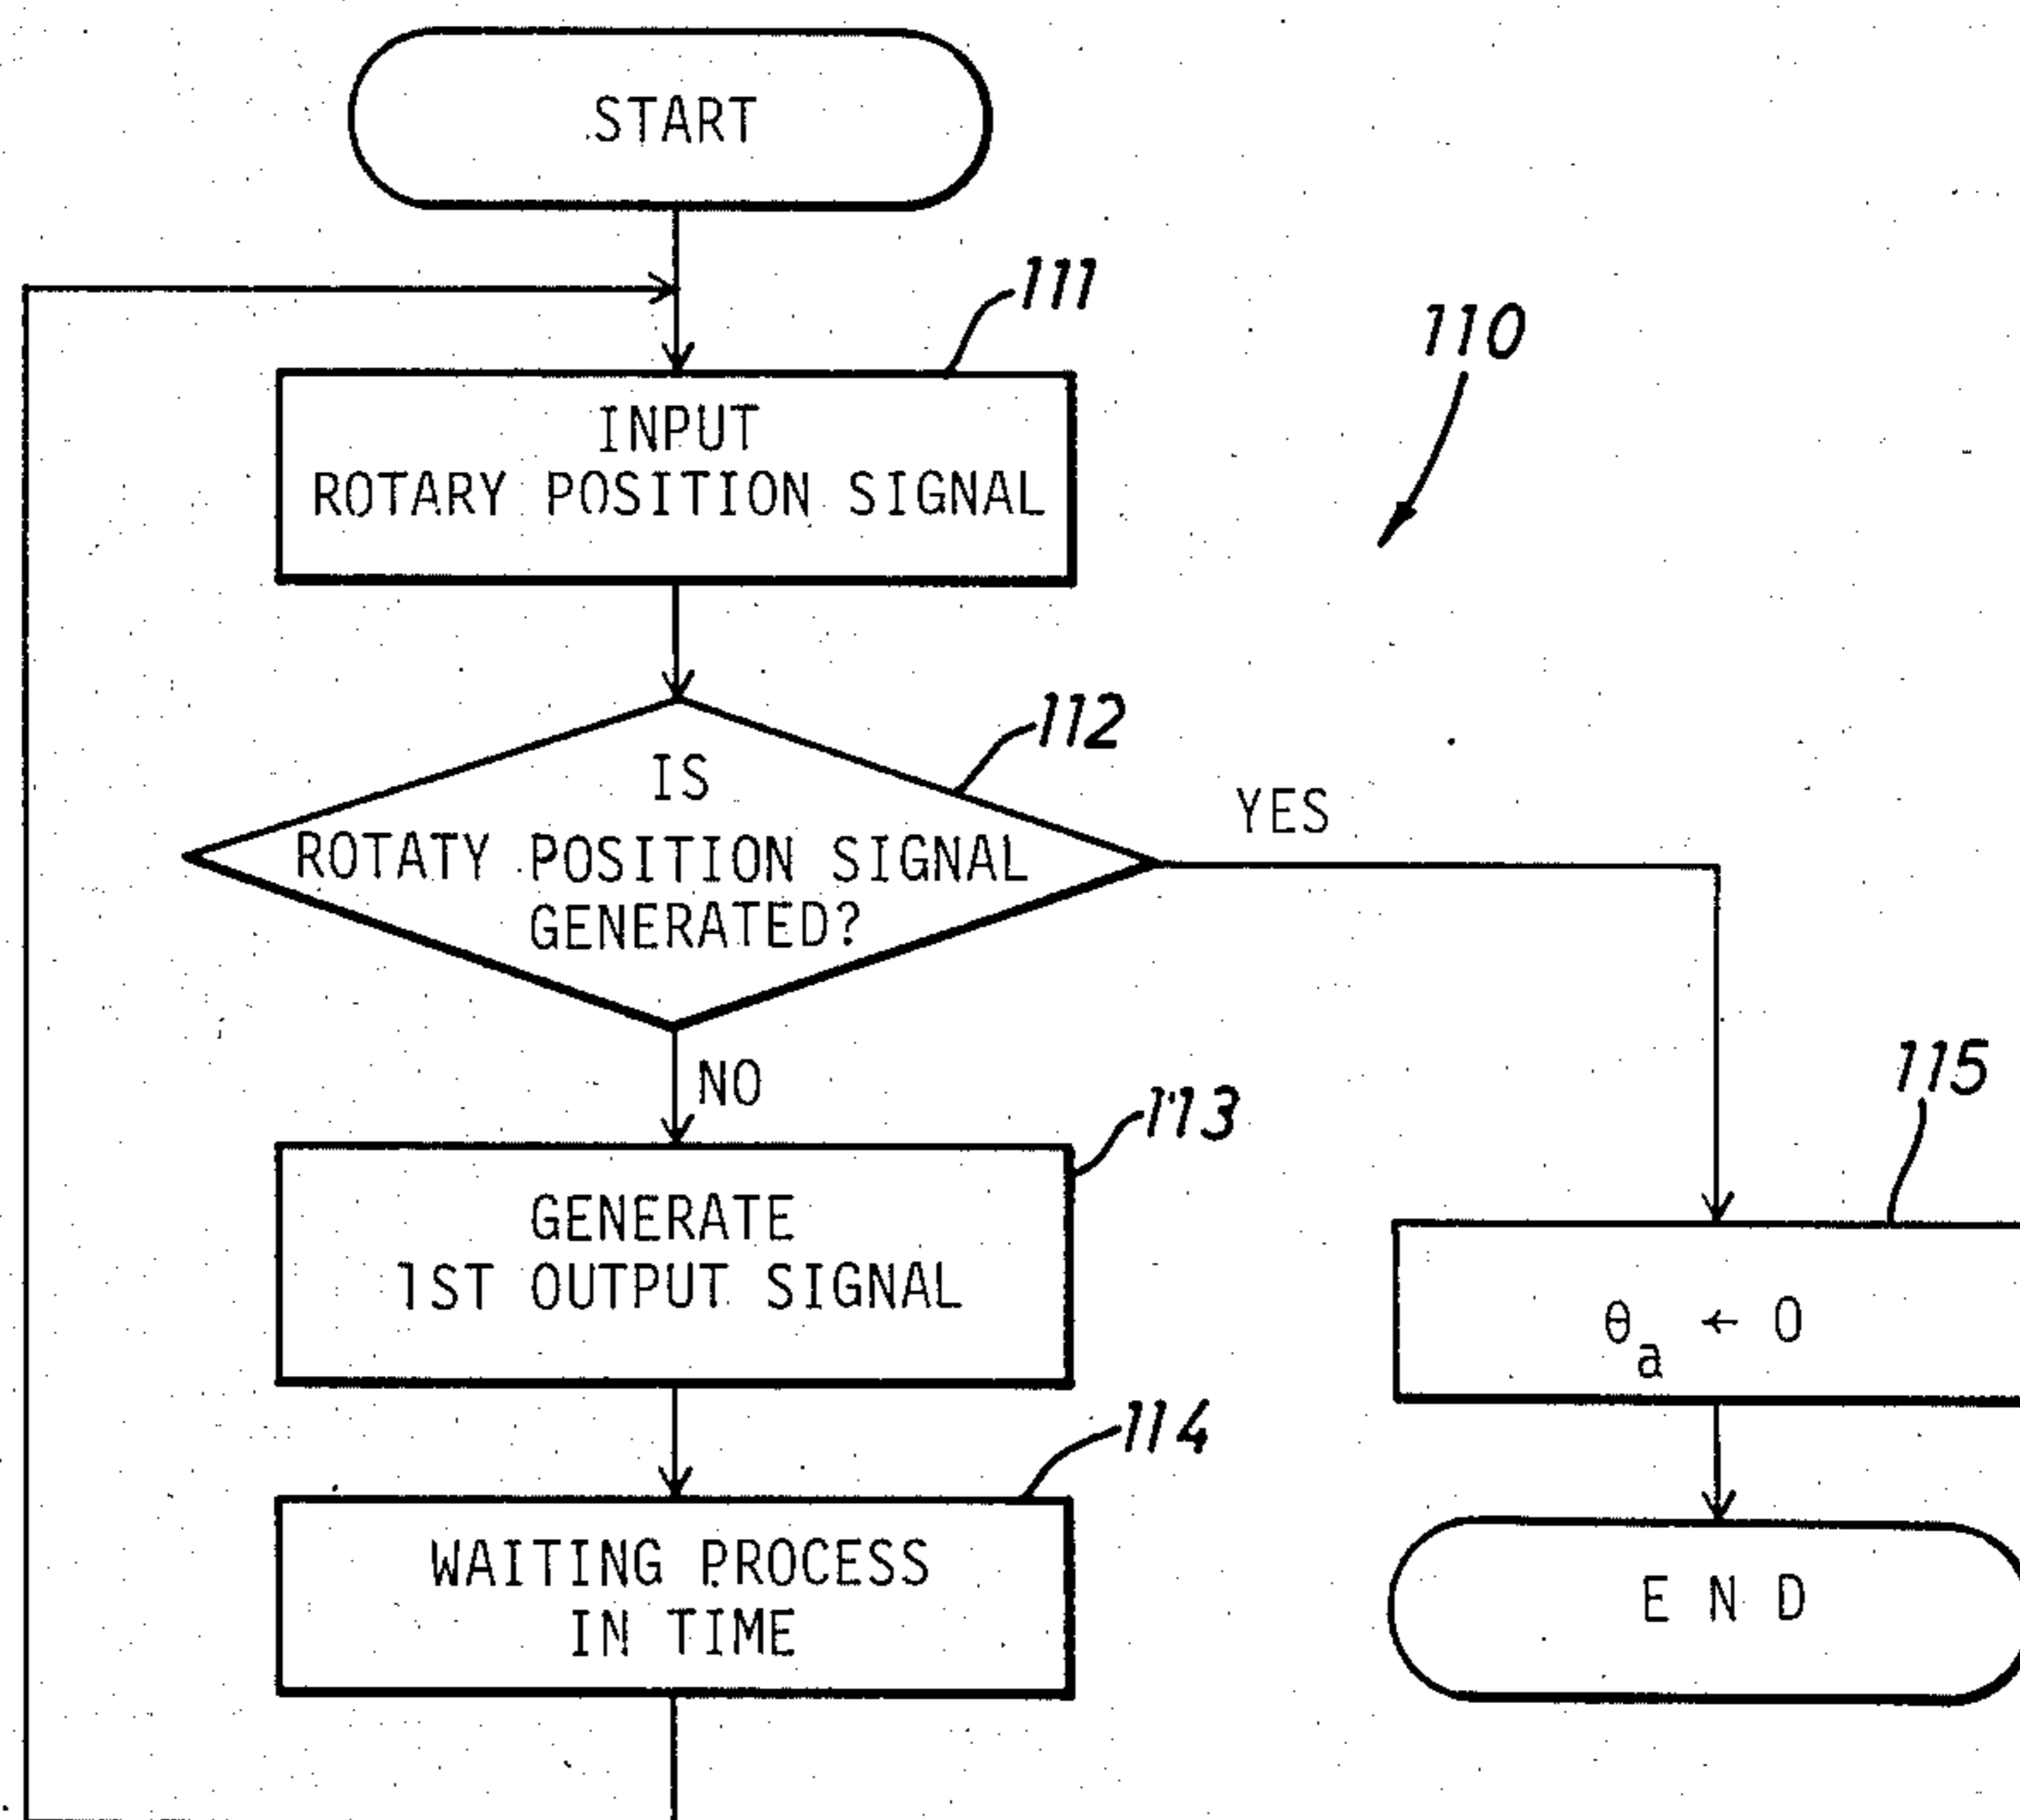 START
111
110
INPUT
ROTARY POSITION SIGNAL
112
IS
ROTATY POSITION SIGNAL
GENERATED?
YES
NO
113
115
GENERATE
1ST OUTPUT SIGNAL
θa ← 0
114
WAITING PROCESS
IN TIME
E N D